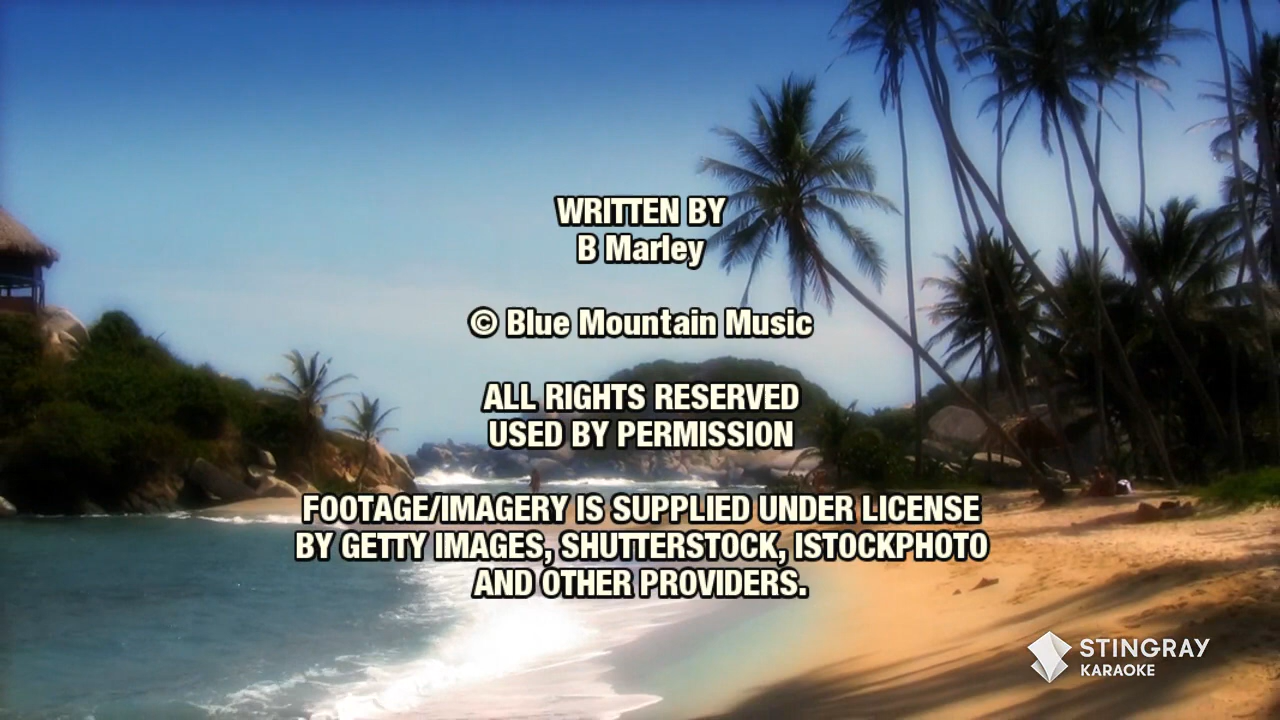 WRITTEN BY
B Marley
© Blue Mountain Music
ALL RIGHTS RESERVED
USED BY PERMISSION
FOOTAGE/IMAGERY IS SUPPLIED UNDER LICENSE
BY GETTY IMAGES, SHUTTERSTOCK, ISTOCKPHOTO
AND OTHER PROVIDERS.
STINGRAY
KARAOKE